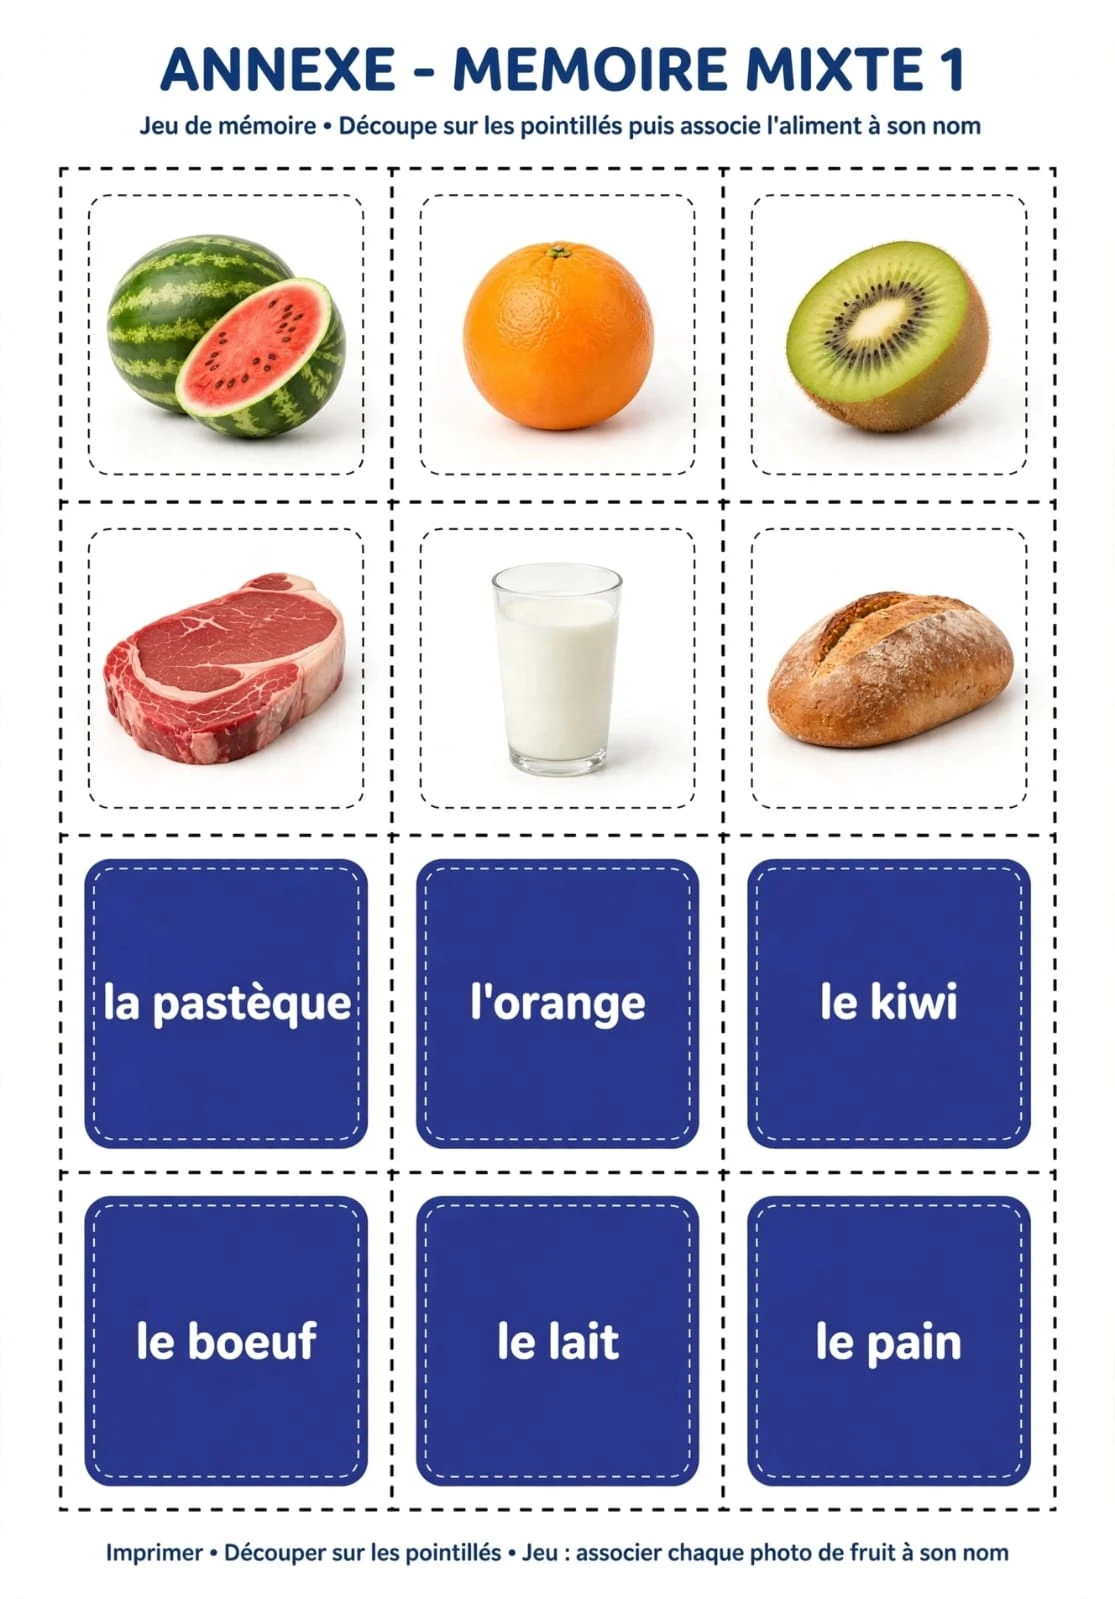 ANNEXE - MEMOIRE MIXTE 1
Jeu de mémoire • Découpe sur les pointillés puis associe l'aliment à son nom
la pastèque
l'orange
le kiwi
le boeuf
le lait
le pain
Imprimer • Découper sur les pointillés • Jeu : associer chaque photo de fruit à son nom